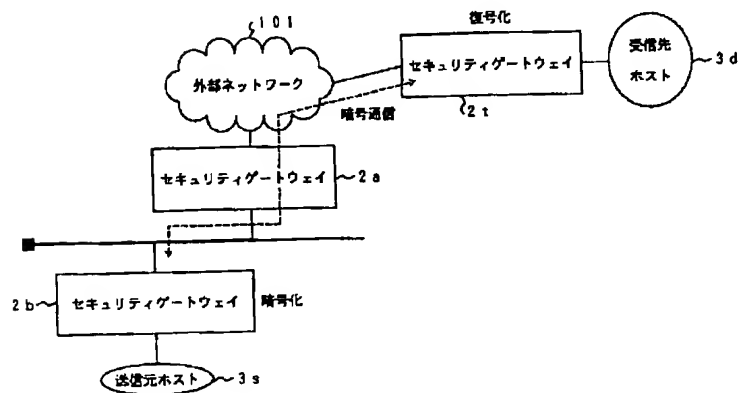 101
外部ネットワーク
復号化
セキュリティゲートウェイ
2t
受信先
ホスト
3d
暗号通信
セキュリティゲートウェイ
2a
2b
セキュリティゲートウェイ
暗号化
送信元ホスト
3s